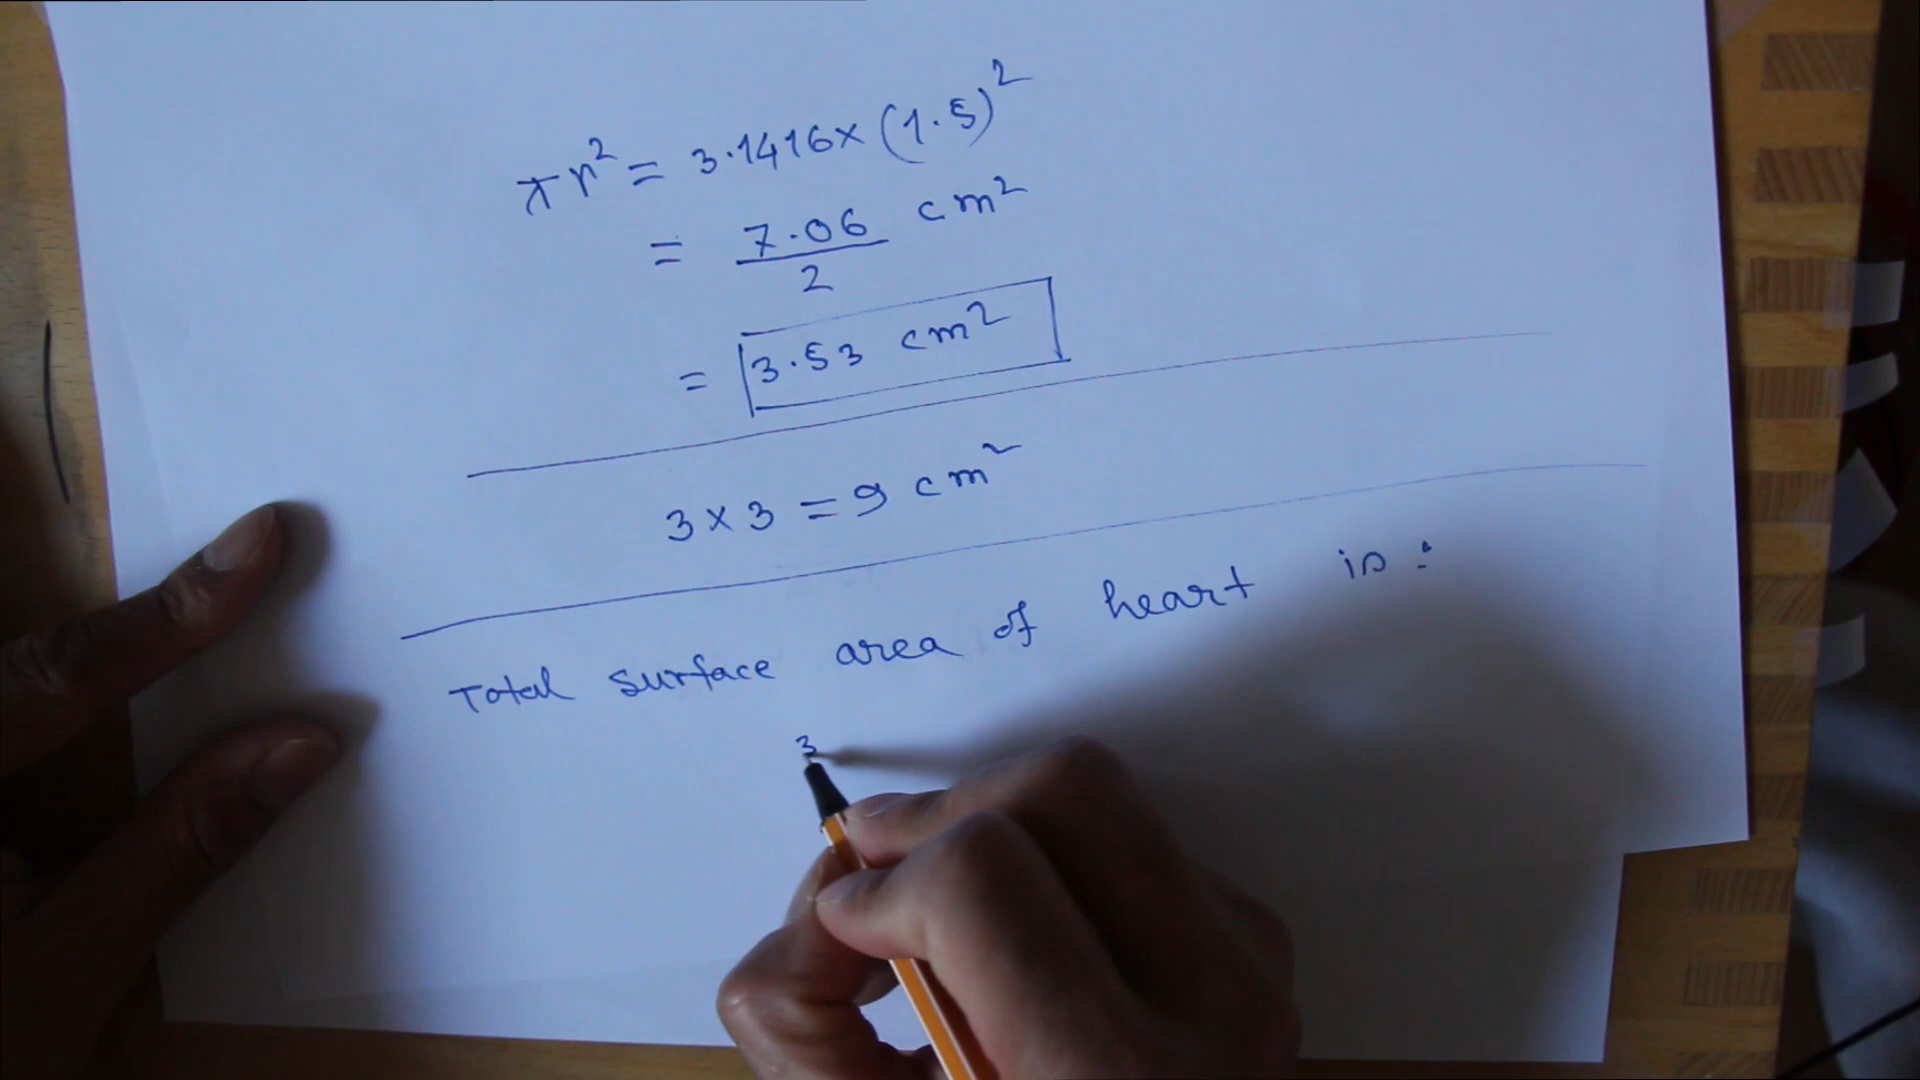 πr² = 3.1416 x (1.5)²
= 7.06/2 cm²
= 3.53 cm²
3 x 3 = 9 cm²
Total surface area of heart is :
3